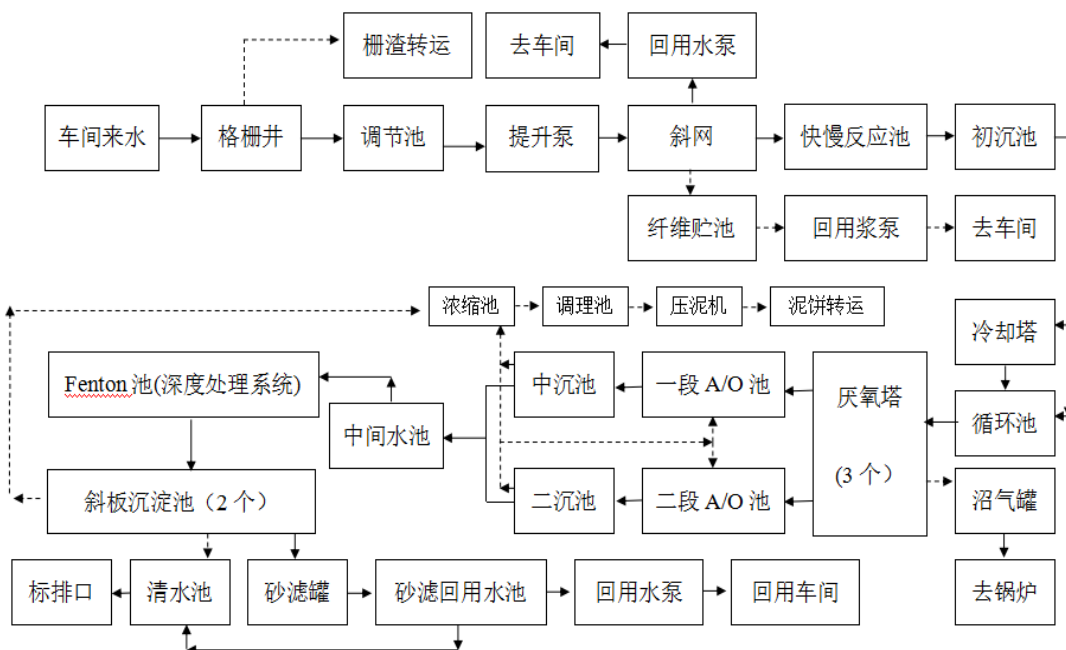 栅渣转运
去车间
回用水泵
车间来水
格栅井
调节池
提升泵
斜网
快慢反应池
初沉池
纤维贮池
回用浆泵
去车间
浓缩池
调理池
压泥机
泥饼转运
冷却塔
Fenton 池(深度处理系统)
中沉池
一段 A/O 池
厌氧塔
(3 个)
循环池
中间水池
斜板沉淀池（2 个）
二沉池
二段 A/O 池
沼气罐
标排口
清水池
砂滤罐
砂滤回用水池
回用水泵
回用车间
去锅炉